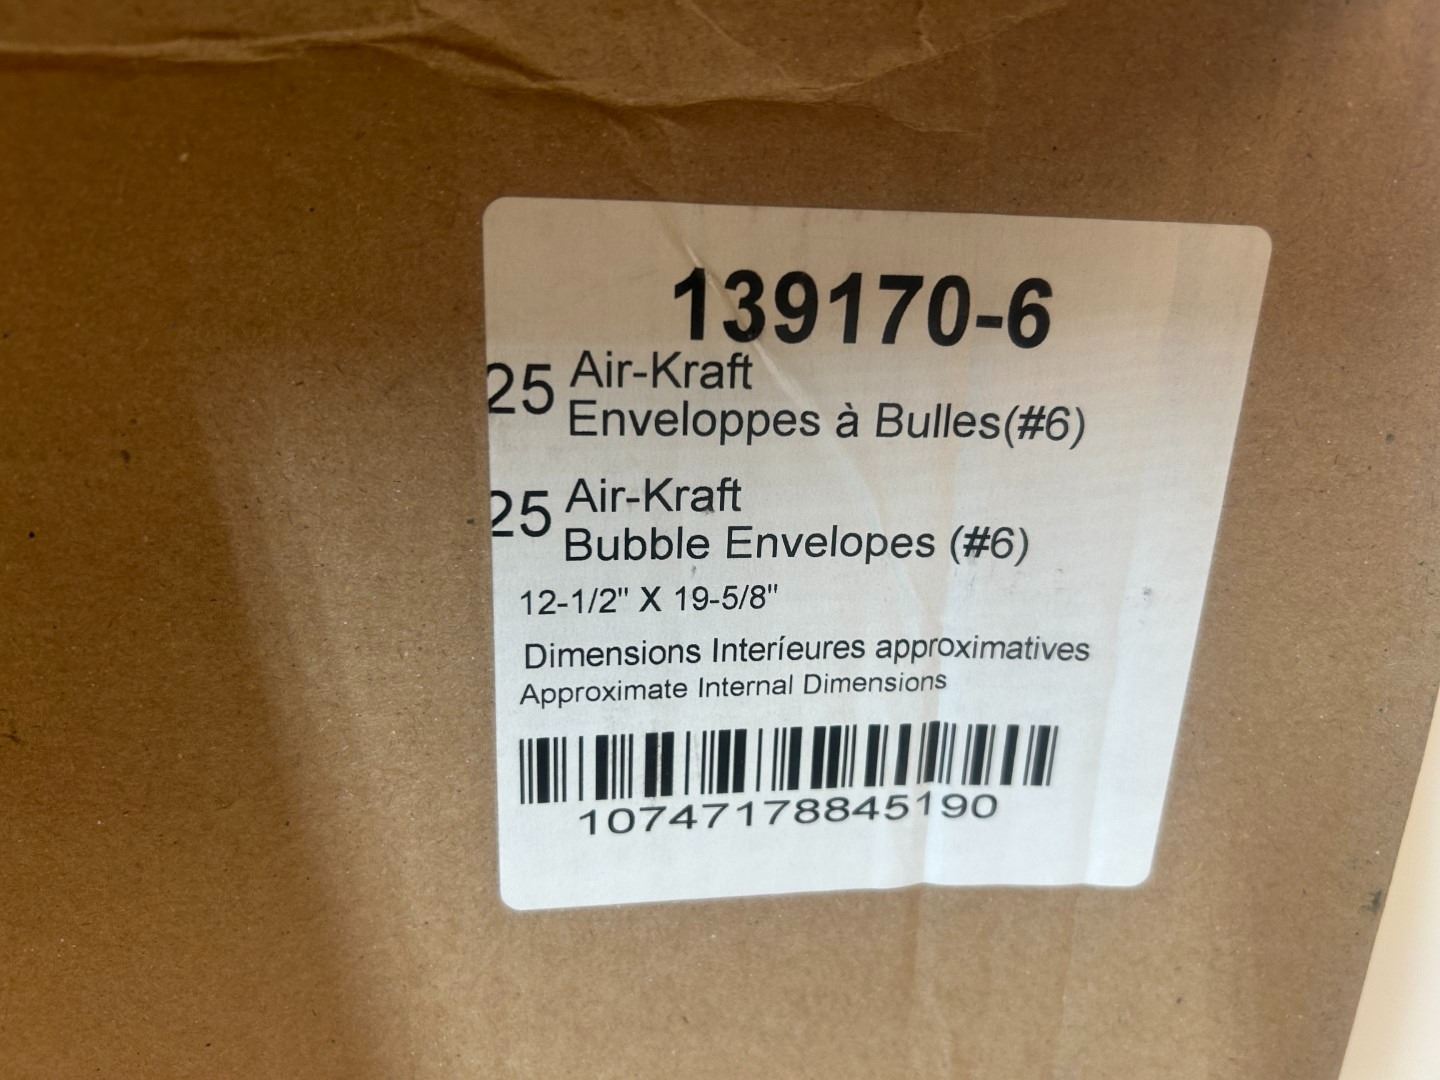 139170-6
25 Air-Kraft
Enveloppes à Bulles(#6)
25 Air-Kraft
Bubble Envelopes (#6)
12-1/2" X 19-5/8"
Dimensions Interíeures approximatives
Approximate Internal Dimensions
10747178845190